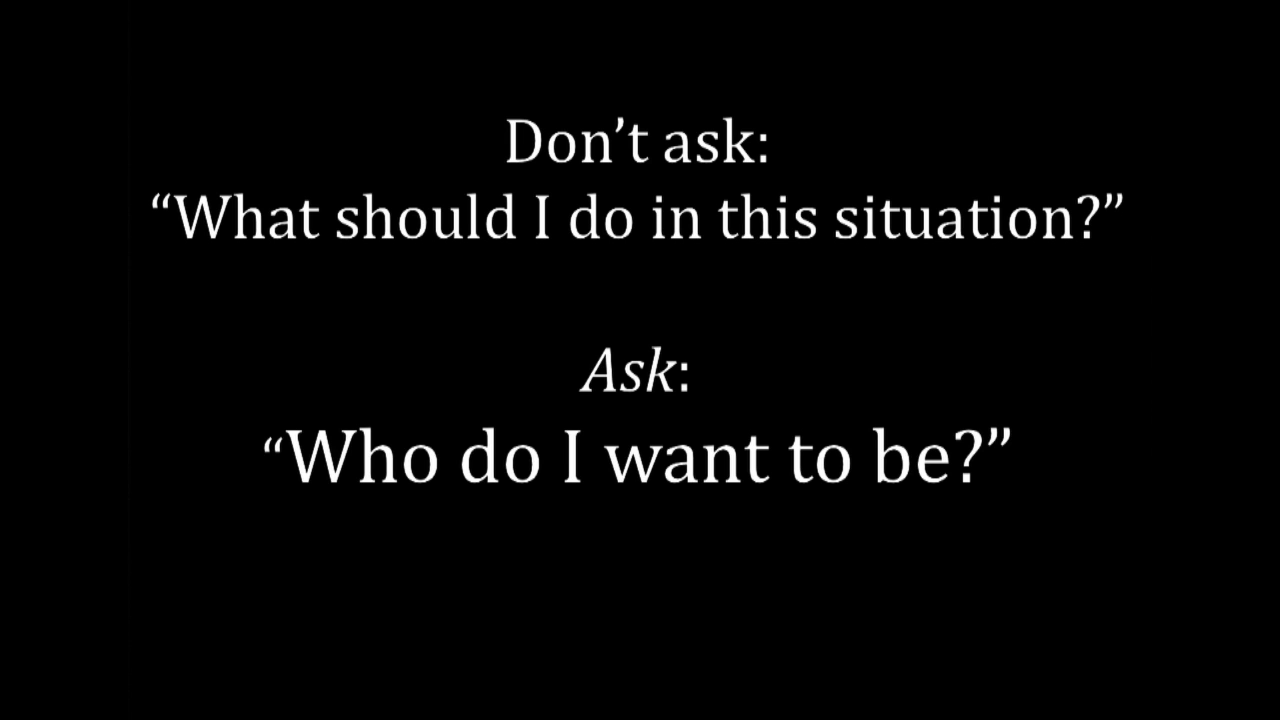 Don’t ask:
“What should I do in this situation?”
Ask:
“Who do I want to be?”